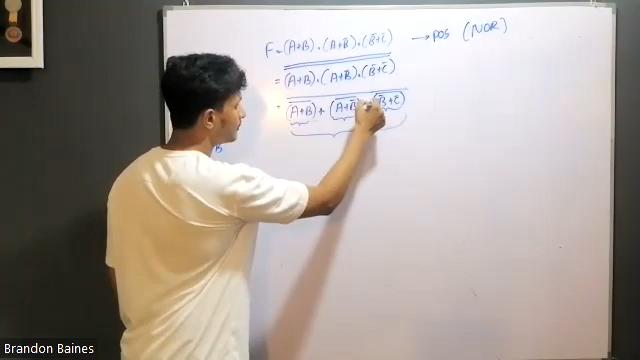 F = (A+B) . (A+B̅) . (B̅+C̅) → POS (NOR)
= (A+B) . (A+B̅) . (B̅+C̅)
= (A+B) + (A+B̅) (B̅+C̅)
B
Brandon Baines